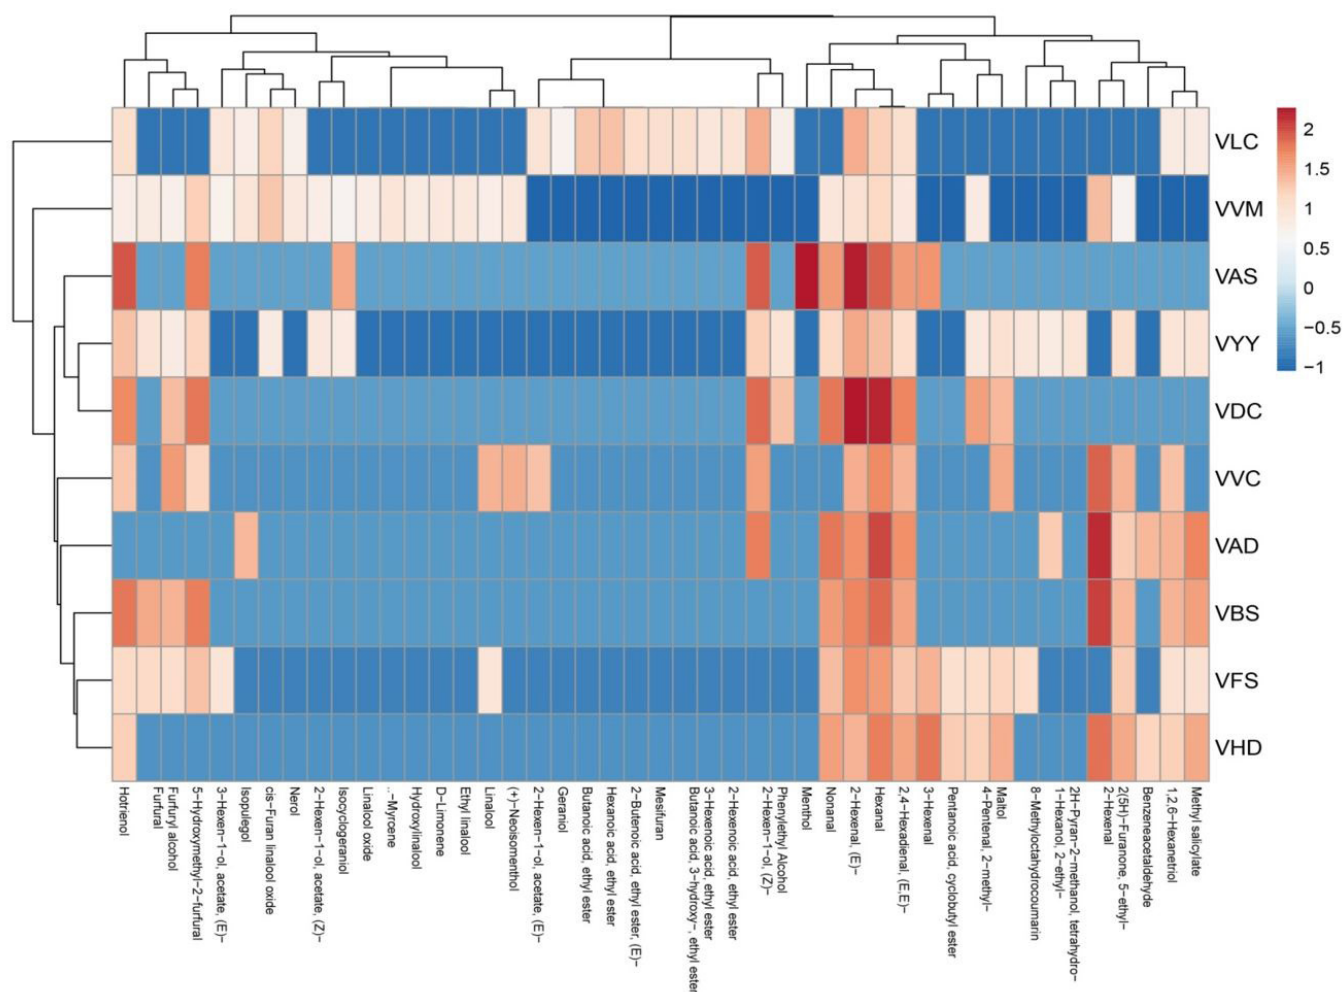 2
1.5
1
0.5
0
−0.5
−1
VLC
VVM
VAS
VYY
VDC
VVC
VAD
VBS
VFS
VHD
Hotrienol
Furfural
Furfuryl alcohol
5−Hydroxymethyl−2−furfural
3−Hexen−1−ol, acetate, (E)−
Isopulegol
cis−Furan linalool oxide
Nerol
2−Hexen−1−ol, acetate, (Z)−
Isocyclogeraniol
Linalool oxide
..−Myrcene
Hydroxylinalool
D−Limonene
Ethyl linalool
Linalool
(+)−Neoisomenthol
2−Hexen−1−ol, acetate, (E)−
Geraniol
Butanoic acid, ethyl ester
Hexanoic acid, ethyl ester
2−Butenoic acid, ethyl ester, (E)−
Mesifuran
Butanoic acid, 3−hydroxy−, ethyl ester
3−Hexenoic acid, ethyl ester
2−Hexenoic acid, ethyl ester
2−Hexen−1−ol, (Z)−
Phenylethyl Alcohol
Menthol
Nonanal
2−Hexenal, (E)−
Hexanal
2,4−Hexadienal, (E,E)−
3−Hexenal
Pentanoic acid, cyclobutyl ester
4−Pentenal, 2−methyl−
Maltol
8−Methyloctahydrocoumarin
1−Hexanol, 2−ethyl−
2H−Pyran−2−methanol, tetrahydro−
2−Hexenal
2(5H)−Furanone, 5−ethyl−
Benzeneacetaldehyde
1,2,6−Hexanetriol
Methyl salicylate